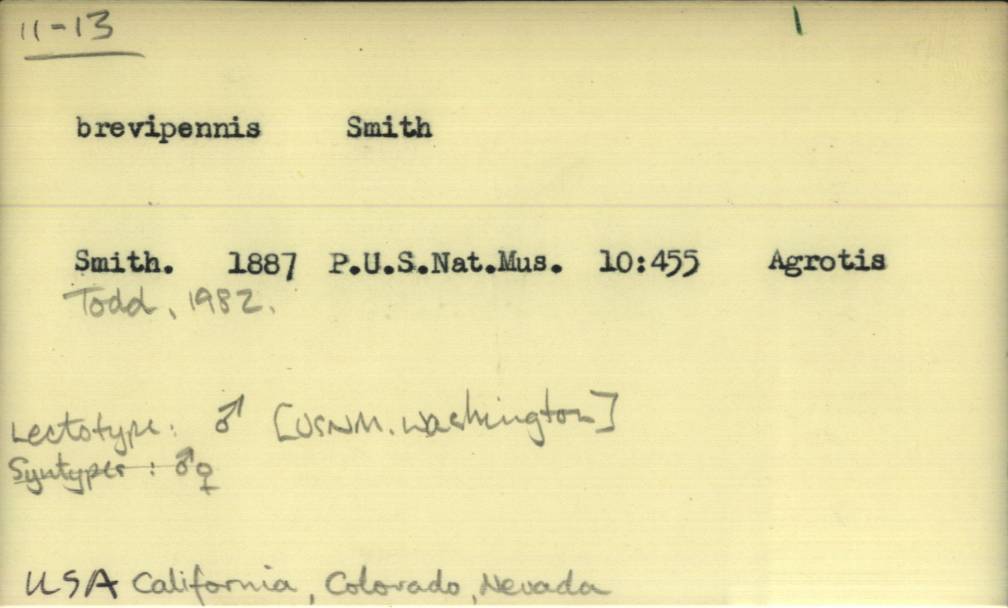 11-13
brevipennis Smith
Smith. 1887 P.U.S.Nat.Mus. 10:455 Agrotis
Todd, 1982.
Lectotype: ♂ [USNM. Washington]
Syntypes: ♂♀
USA California, Colorado, Nevada